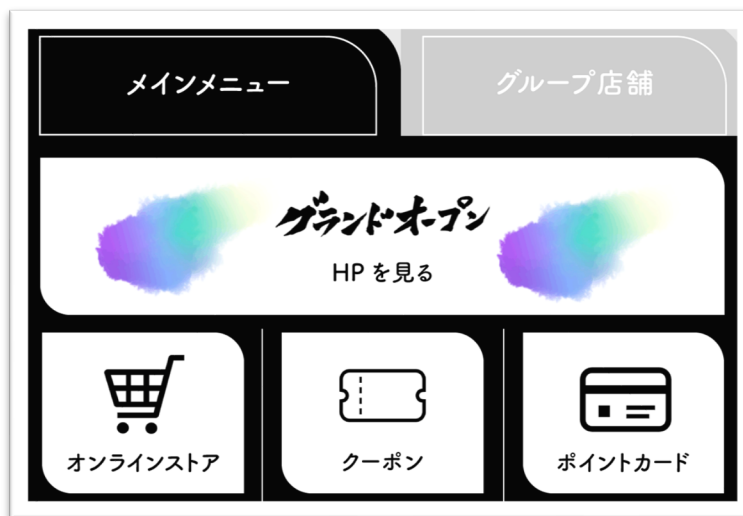 メインメニュー
グループ店舗
グランドオープン
HPを見る
オンラインストア
クーポン
ポイントカード